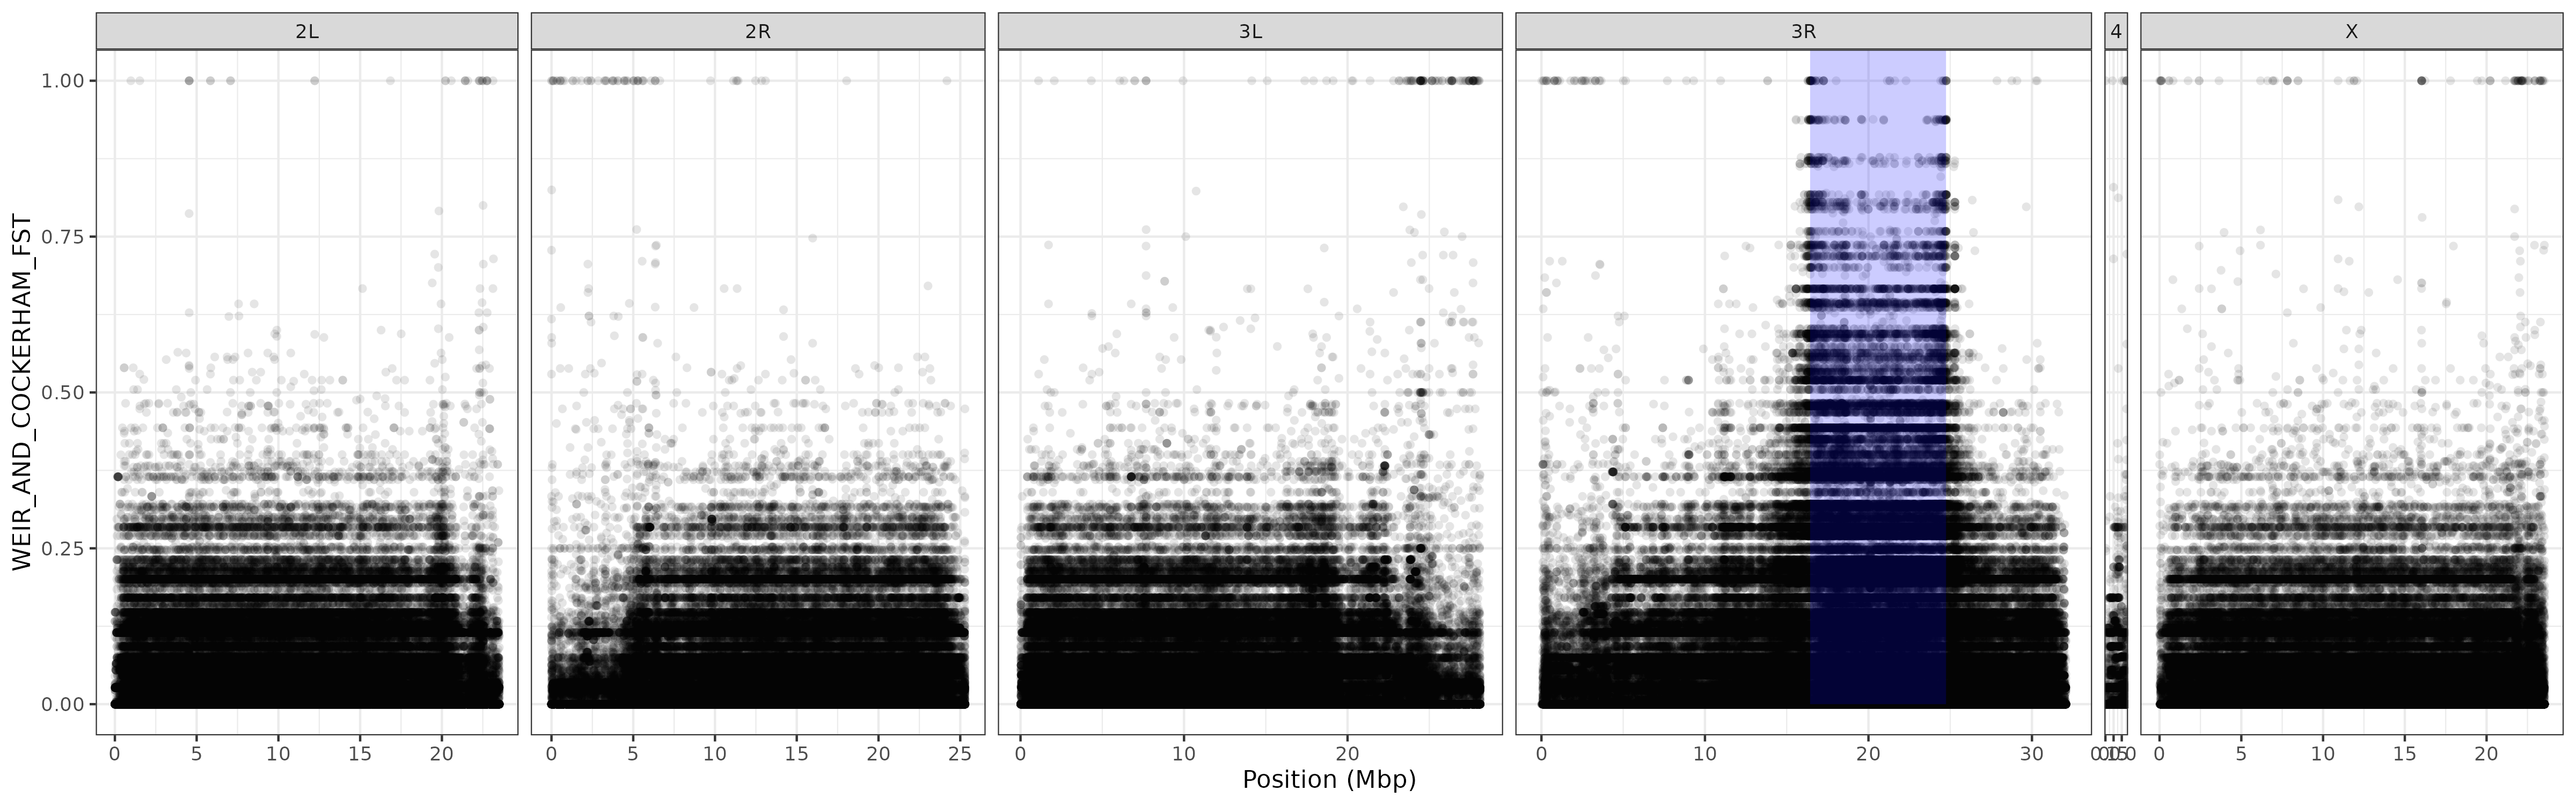 2L 2R 3L 3R 4 X
WEIR_AND_COCKERHAM_FST
1.00
0.75
0.50
0.25
0.00
0 5 10 15 20 0 5 10 15 20 25 0 10 20 0 10 20 30 0 5 10 15 20
Position (Mbp)